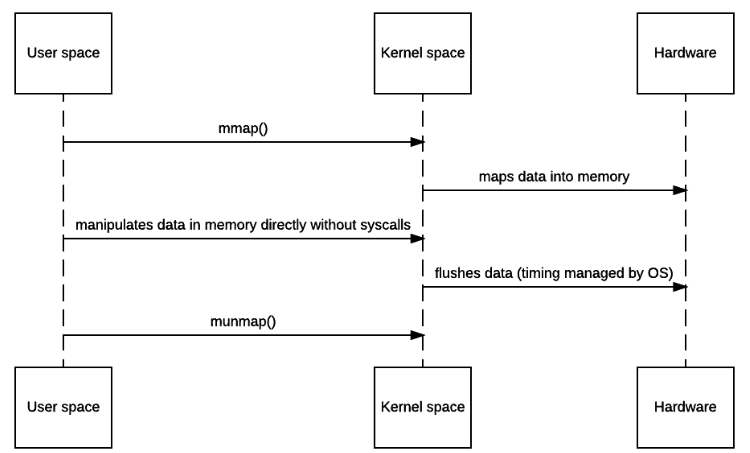 User space
Kernel space
Hardware
mmap()
maps data into memory
manipulates data in memory directly without syscalls
flushes data (timing managed by OS)
munmap()
User space
Kernel space
Hardware